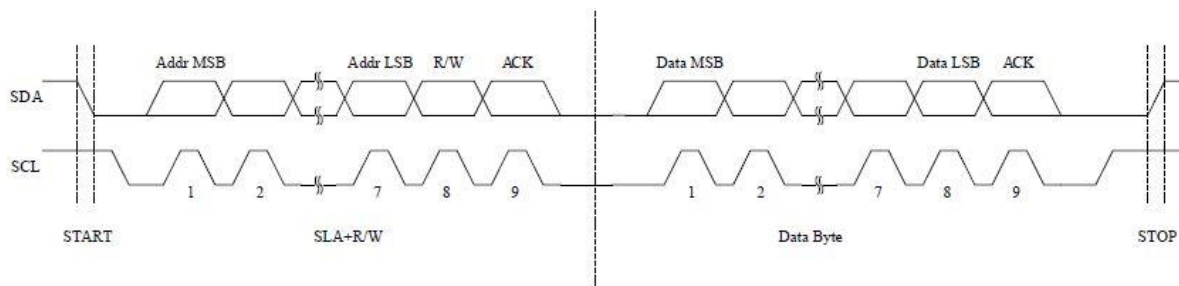 Addr MSB Addr LSB R/W ACK Data MSB Data LSB ACK
SDA
SCL
1 2 7 8 9 1 2 7 8 9
START SLA+R/W Data Byte STOP